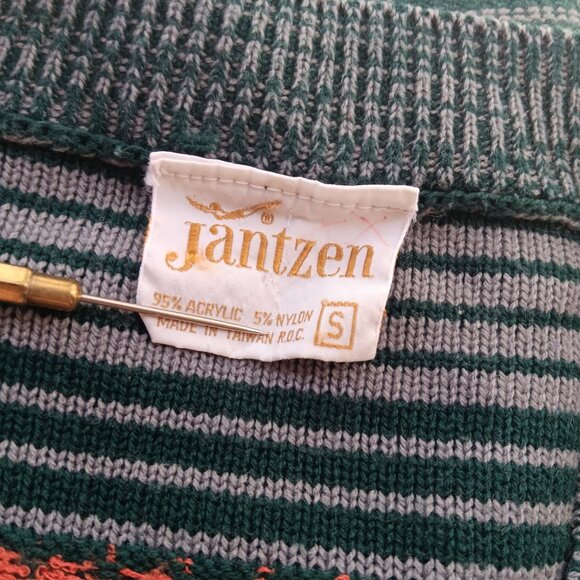 ®
Jantzen
95% ACRYLIC 5% NYLON
MADE IN TAIWAN R.O.C.
S